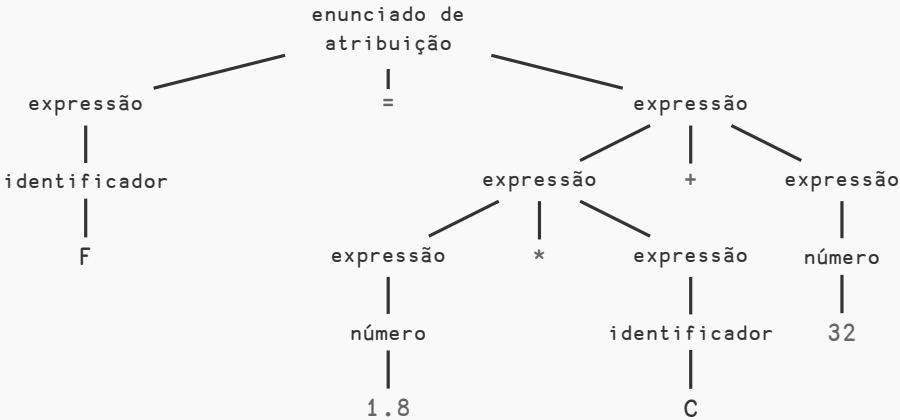 enunciado de
atribuição
expressão = expressão
identificador expressão + expressão
F expressão * expressão número
número identificador 32
1.8 C